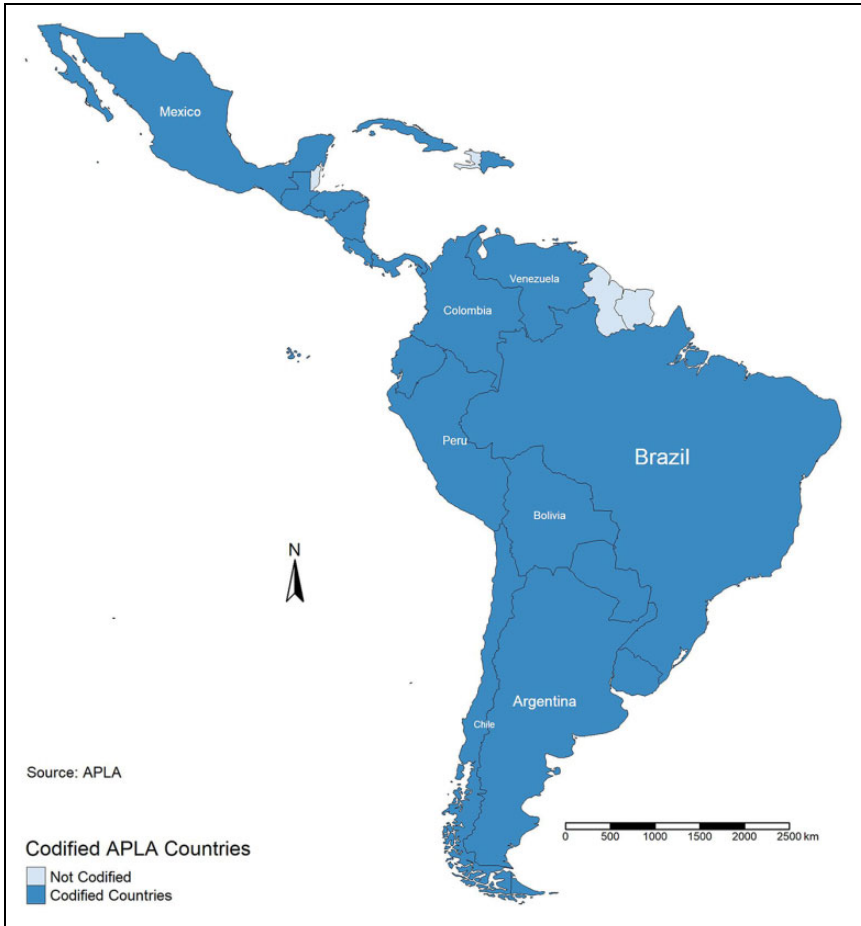 Mexico
Venezuela
Colombia
Peru
Brazil
Bolivia
N
Argentina
Chile
Source: APLA
0 500 1000 1500 2000 2500 km
Codified APLA Countries
Not Codified
Codified Countries